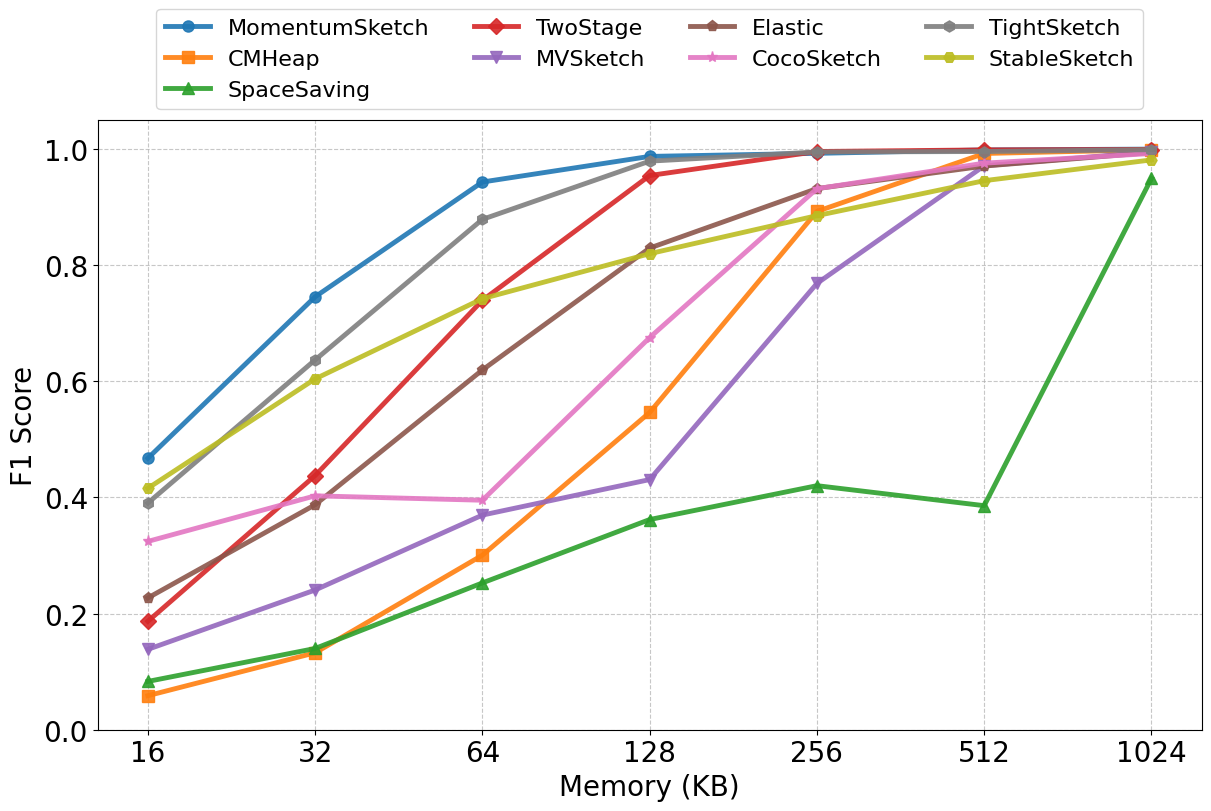 MomentumSketch TwoStage Elastic TightSketch
CMHeap MVSketch CocoSketch StableSketch
SpaceSaving
1.0
0.8
0.6
0.4
0.2
0.0
F1 Score
16 32 64 128 256 512 1024
Memory (KB)